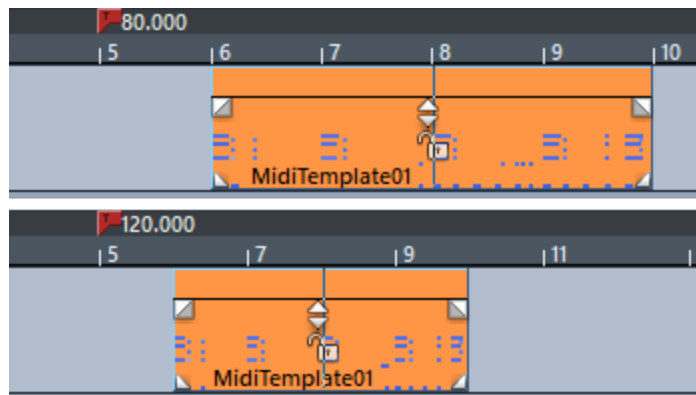 T 80.000
5 6 7 8 9 10
MidiTemplate01
T 120.000
5 7 9 11
MidiTemplate01